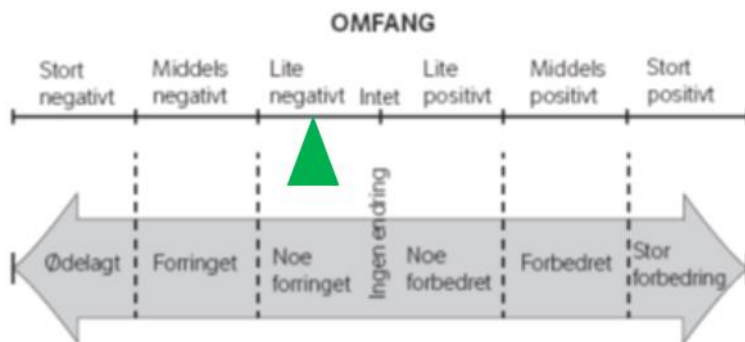 OMFANG
Stort
negativt
Middels
negativt
Lite
negativt
Intet
Lite
positivt
Middels
positivt
Stort
positivt
Ødelagt
Forringet
Noe
forringet
Ingen endring
Noe
forbedret
Forbedret
Stor
forbedring